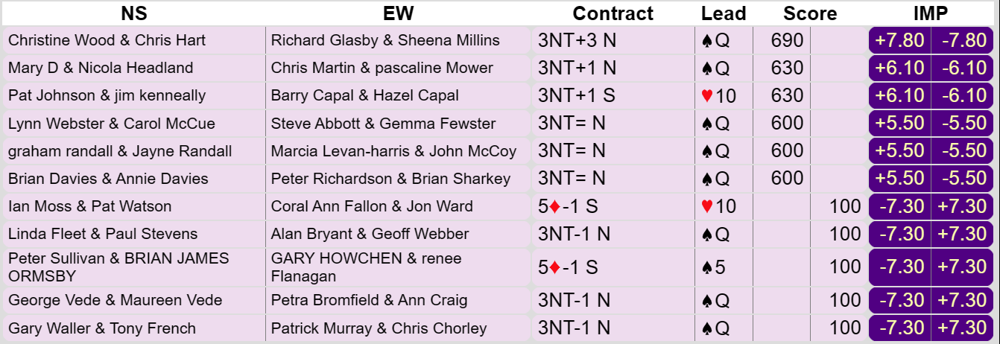 NS EW Contract Lead Score IMP
Christine Wood & Chris Hart Richard Glasby & Sheena Millins 3NT+3 N ♠Q 690 +7.80 -7.80
Mary D & Nicola Headland Chris Martin & pascaline Mower 3NT+1 N ♠Q 630 +6.10 -6.10
Pat Johnson & jim kenneally Barry Capal & Hazel Capal 3NT+1 S ♥10 630 +6.10 -6.10
Lynn Webster & Carol McCue Steve Abbott & Gemma Fewster 3NT= N ♠Q 600 +5.50 -5.50
graham randall & Jayne Randall Marcia Levan-harris & John McCoy 3NT= N ♠Q 600 +5.50 -5.50
Brian Davies & Annie Davies Peter Richardson & Brian Sharkey 3NT= N ♠Q 600 +5.50 -5.50
Ian Moss & Pat Watson Coral Ann Fallon & Jon Ward 5♦-1 S ♥10 100 -7.30 +7.30
Linda Fleet & Paul Stevens Alan Bryant & Geoff Webber 3NT-1 N ♠Q 100 -7.30 +7.30
Peter Sullivan & BRIAN JAMES
ORMSBY
GARY HOWCHEN & renee
Flanagan
5♦-1 S ♠5 100 -7.30 +7.30
George Vede & Maureen Vede Petra Bromfield & Ann Craig 3NT-1 N ♠Q 100 -7.30 +7.30
Gary Waller & Tony French Patrick Murray & Chris Chorley 3NT-1 N ♠Q 100 -7.30 +7.30